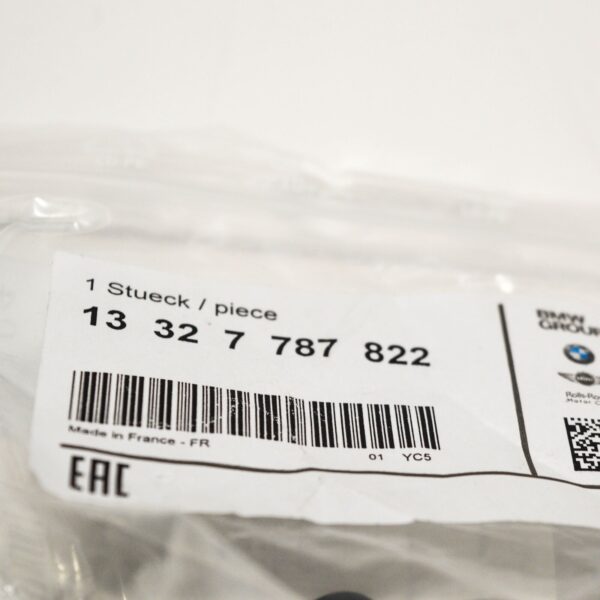 1 Stueck / piece
13 32 7 787 822
Made in France - FR
01 YC5
EAC
BMW
GROUP